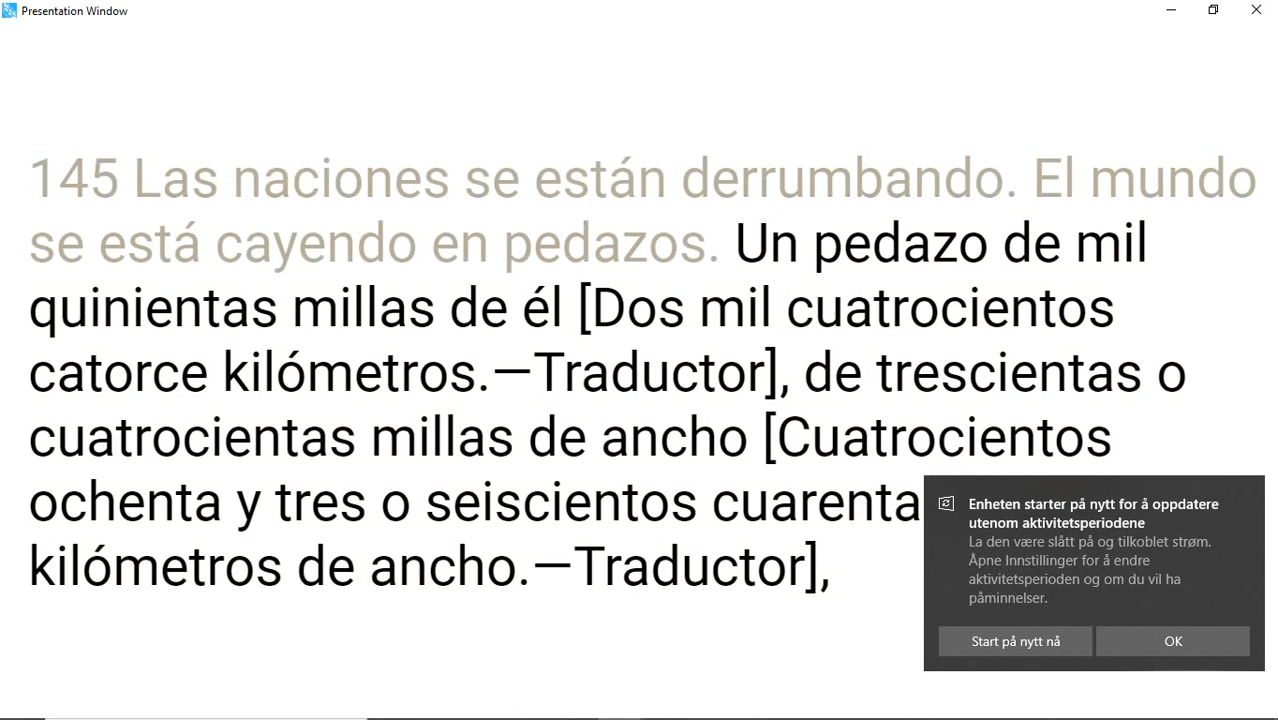 Presentation Window
145 Las naciones se están derrumbando. El mundo
se está cayendo en pedazos. Un pedazo de mil
quinientas millas de él [Dos mil cuatrocientos
catorce kilómetros.—Traductor], de trescientas o
cuatrocientas millas de ancho [Cuatrocientos
ochenta y tres o seiscientos cuarenta
kilómetros de ancho.—Traductor],
Enheten starter på nytt for å oppdatere
utenom aktivitetsperiodene
La den være slått på og tilkoblet strøm.
Åpne Innstillinger for å endre
aktivitetsperioden og om du vil ha
påminnelser.
Start på nytt nå
OK